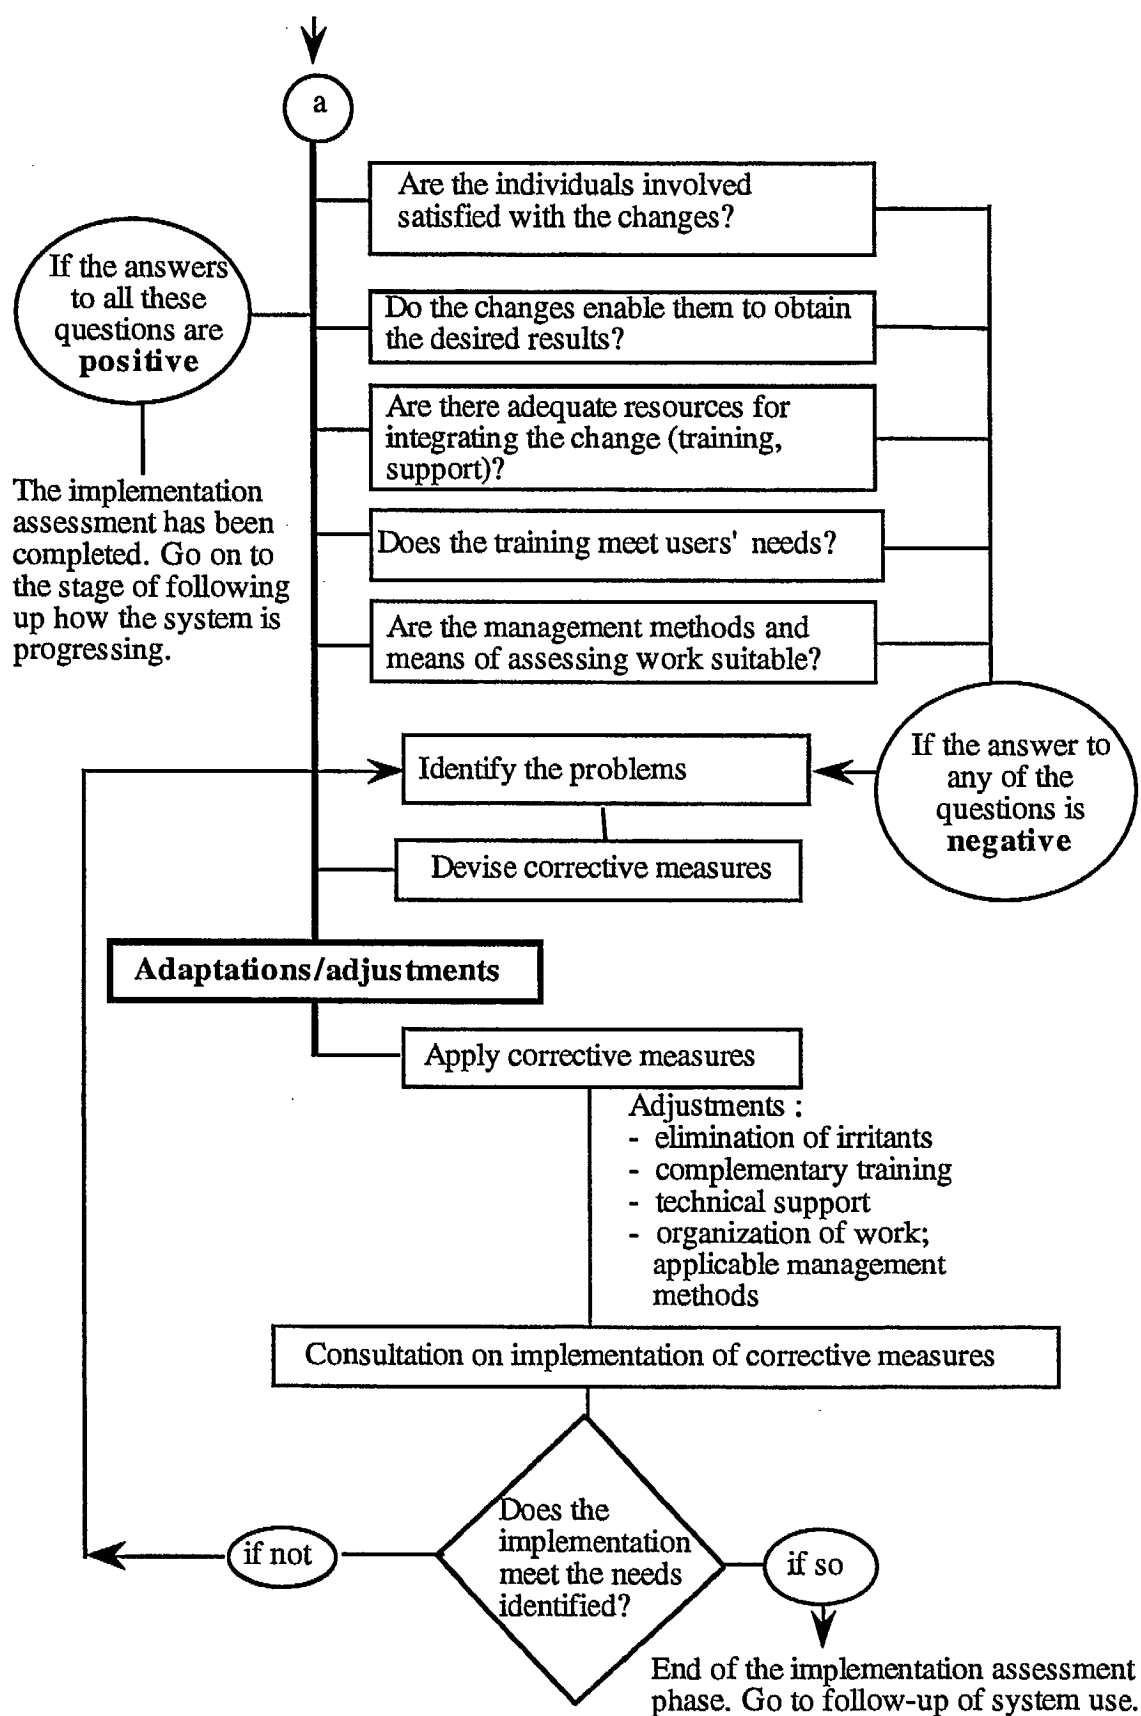 a
Are the individuals involved
satisfied with the changes?
If the answers
to all these
questions are
positive
Do the changes enable them to obtain
the desired results?
Are there adequate resources for
integrating the change (training,
support)?
The implementation
assessment has been
completed. Go on to
the stage of following
up how the system is
progressing.
Does the training meet users' needs?
Are the management methods and
means of assessing work suitable?
If the answer to
any of the
questions is
negative
Identify the problems
Devise corrective measures
Adaptations/adjustments
Apply corrective measures
Adjustments :
- elimination of irritants
- complementary training
- technical support
- organization of work;
applicable management
methods
Consultation on implementation of corrective measures
Does the
implementation
meet the needs
identified?
if not
if so
End of the implementation assessment
phase. Go to follow-up of system use.